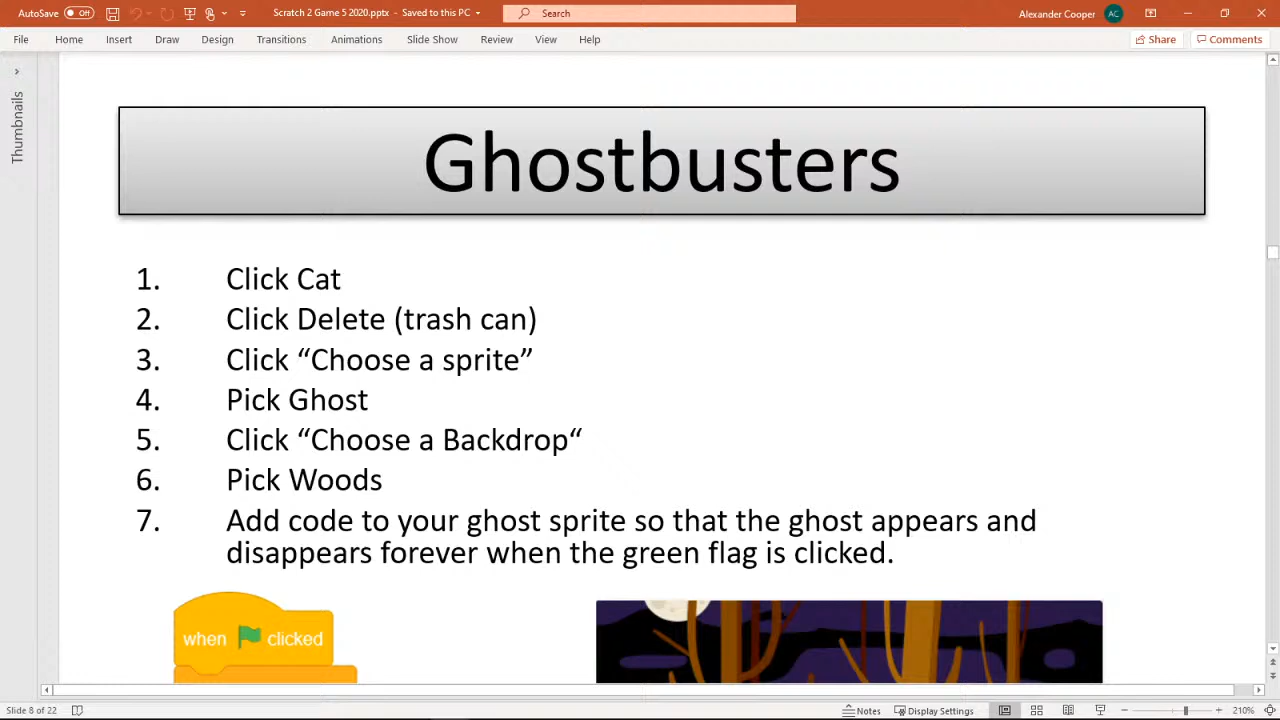 AutoSave Off Scratch 2 Game 5 2020.pptx - Saved to this PC Search Alexander Cooper AC
File Home Insert Draw Design Transitions Animations Slide Show Review View Help Share Comments
Thumbnails
Ghostbusters
1. Click Cat
2. Click Delete (trash can)
3. Click “Choose a sprite”
4. Pick Ghost
5. Click “Choose a Backdrop“
6. Pick Woods
7. Add code to your ghost sprite so that the ghost appears and
disappears forever when the green flag is clicked.
when clicked
Slide 8 of 22 Notes Display Settings 210%